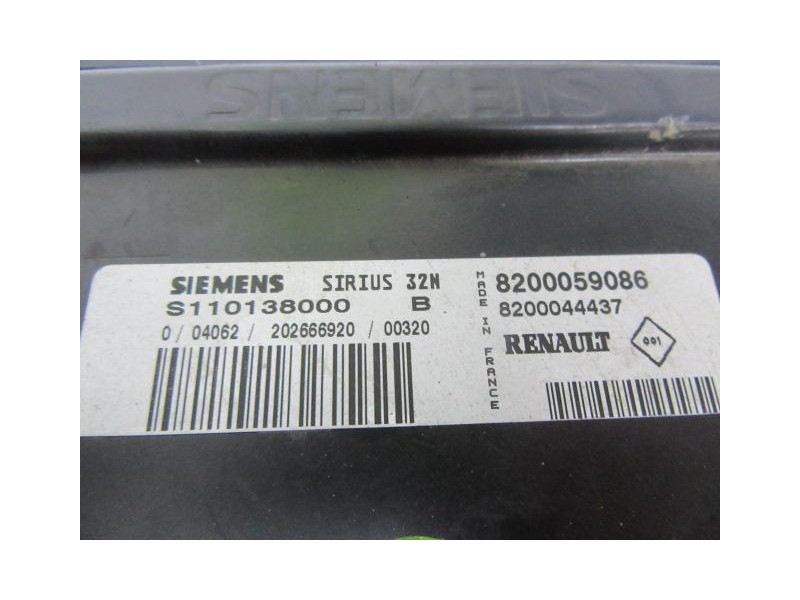 SIEMENS
SIEMENS SIRIUS 32N
S110138000 B
0/ 04062/ 202666920 / 00320
MADE IN FRANCE
8200059086
8200044437
RENAULT 001